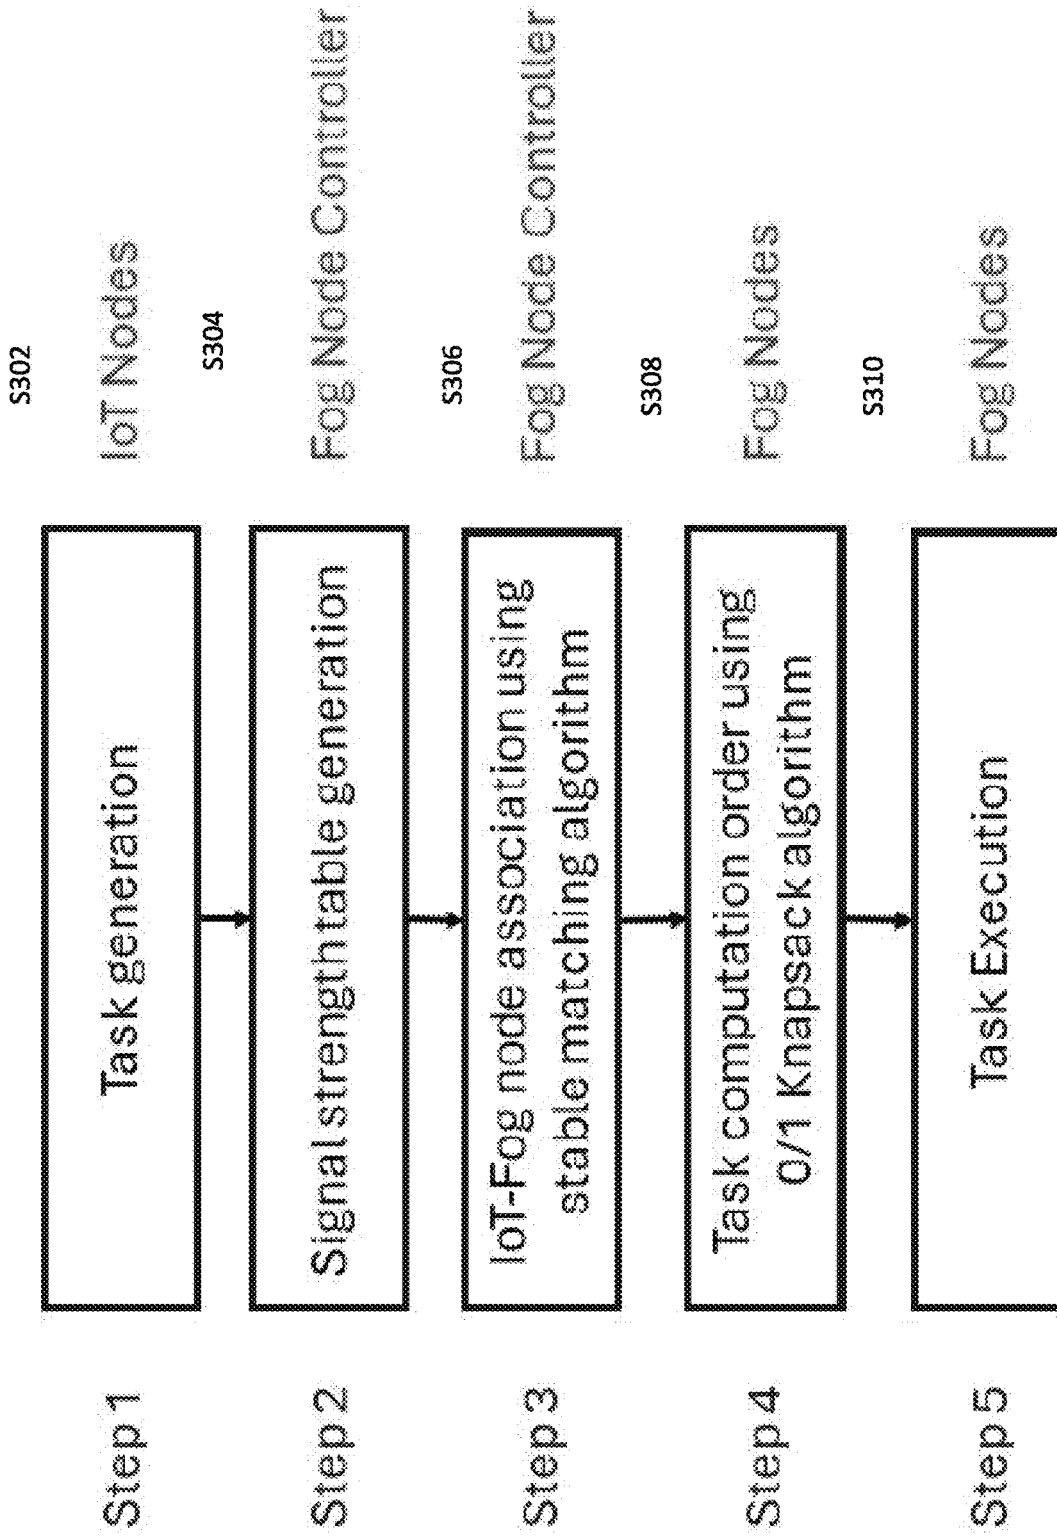 S302
Step 1
Task generation
IoT Nodes
S304
Step 2
Signal strength table generation
Fog Node Controller
S306
Step 3
IoT-Fog node association using
stable matching algorithm
Fog Node Controller
S308
Step 4
Task computation order using
0/1 Knapsack algorithm
Fog Nodes
S310
Step 5
Task Execution
Fog Nodes